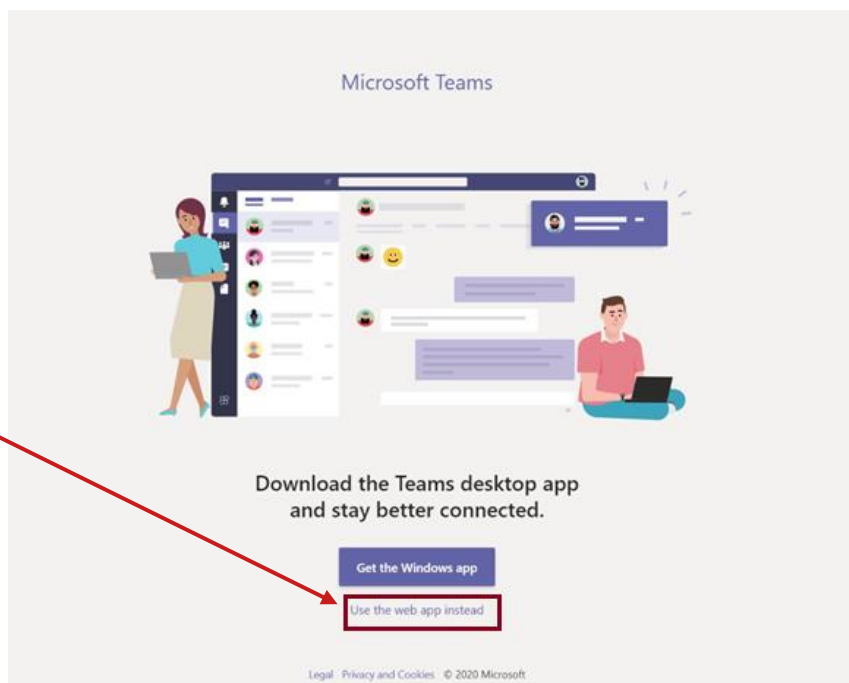 Microsoft Teams
Download the Teams desktop app
and stay better connected.
Get the Windows app
Use the web app instead
Legal Privacy and Cookies © 2020 Microsoft